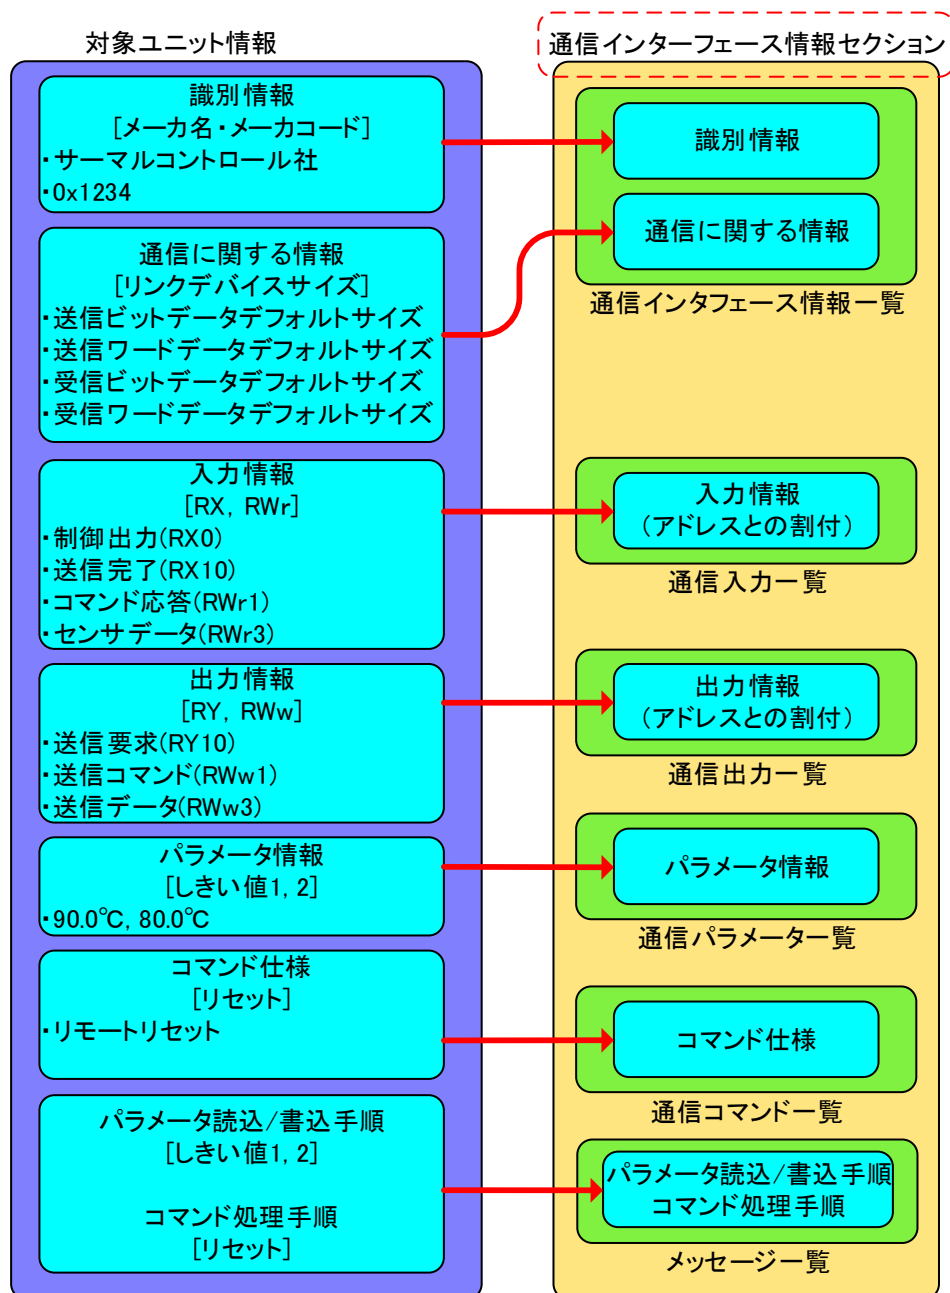 対象ユニット情報
識別情報
[メーカ名・メーカコード]
・サーマルコントロール社
・0x1234
通信に関する情報
[リンクデバイスサイズ]
・送信ビットデータデフォルトサイズ
・送信ワードデータデフォルトサイズ
・受信ビットデータデフォルトサイズ
・受信ワードデータデフォルトサイズ
入力情報
[RX, RWr]
・制御出力(RX0)
・送信完了(RX10)
・コマンド応答(RWr1)
・センサデータ(RWr3)
出力情報
[RY, RWw]
・送信要求(RY10)
・送信コマンド(RWw1)
・送信データ(RWw3)
パラメータ情報
[しきい値1, 2]
・90.0℃, 80.0℃
コマンド仕様
[リセット]
・リモートリセット
パラメータ読込/書込手順
[しきい値1, 2]
コマンド処理手順
[リセット]
通信インターフェース情報セクション
識別情報
通信に関する情報
通信インタフェース情報一覧
入力情報
(アドレスとの割付)
通信入力一覧
出力情報
(アドレスとの割付)
通信出力一覧
パラメータ情報
通信パラメータ一覧
コマンド仕様
通信コマンド一覧
パラメータ読込/書込手順
コマンド処理手順
メッセージ一覧